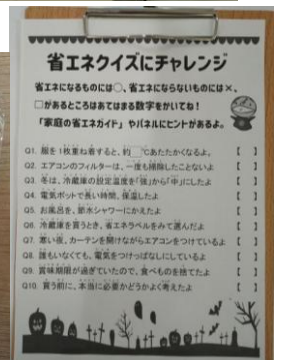 省エネクイズにチャレンジ
省エネになるものには○、省エネにならないものには×、
□があるところはあてはまる数字をかいてね！
「家庭の省エネガイド」やパネルにヒントがあるよ。
Q1. 服を1枚重ね着すると、約__℃あたたかくなるよ。 【 】
Q2. エアコンのフィルターは、一度も掃除したことないよ 【 】
Q3. 冬は、冷蔵庫の設定温度を「強」から「中」にしたよ 【 】
Q4. 電気ポットで長い時間、保温したよ 【 】
Q5. お風呂を、節水シャワーにかえたよ 【 】
Q6. 冷蔵庫を買うとき、省エネラベルをみて選んだよ 【 】
Q7. 寒い夜、カーテンを開けながらエアコンをつけているよ 【 】
Q8. 誰もいなくても、電気をつけっぱなしにしているよ 【 】
Q9. 賞味期限が過ぎていたので、食べものを捨てたよ 【 】
Q10. 買う前に、本当に必要かどうかよく考えたよ 【 】